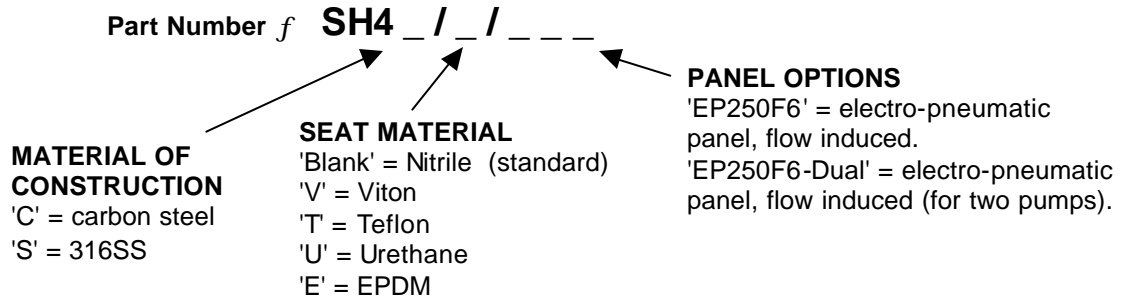 Part Number ƒ SH4 _ / _ / _ _ _
MATERIAL OF
CONSTRUCTION
'C' = carbon steel
'S' = 316SS
SEAT MATERIAL
'Blank' = Nitrile (standard)
'V' = Viton
'T' = Teflon
'U' = Urethane
'E' = EPDM
PANEL OPTIONS
'EP250F6' = electro-pneumatic
panel, flow induced.
'EP250F6-Dual' = electro-pneumatic
panel, flow induced (for two pumps).